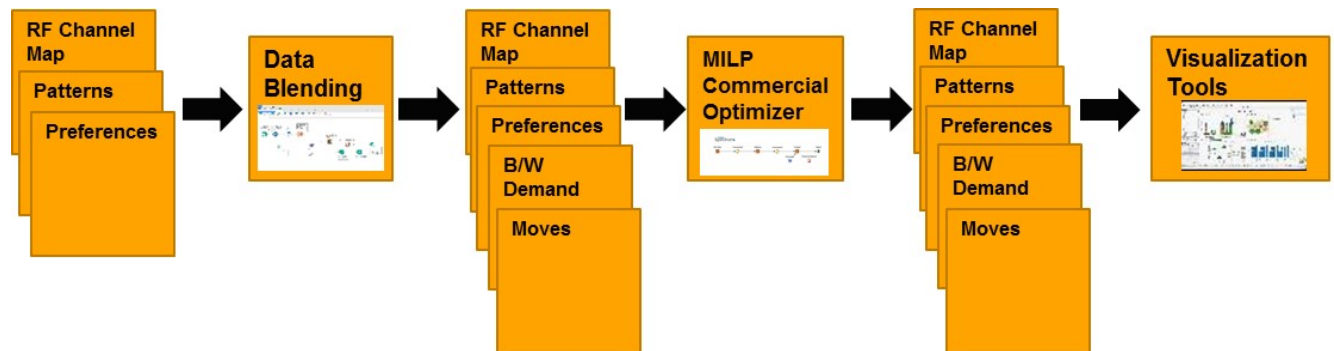 RF Channel
Map
Patterns
Preferences
Data
Blending
RF Channel
Map
Patterns
Preferences
B/W
Demand
Moves
MILP
Commercial
Optimizer
RF Channel
Map
Patterns
Preferences
B/W
Demand
Moves
Visualization
Tools